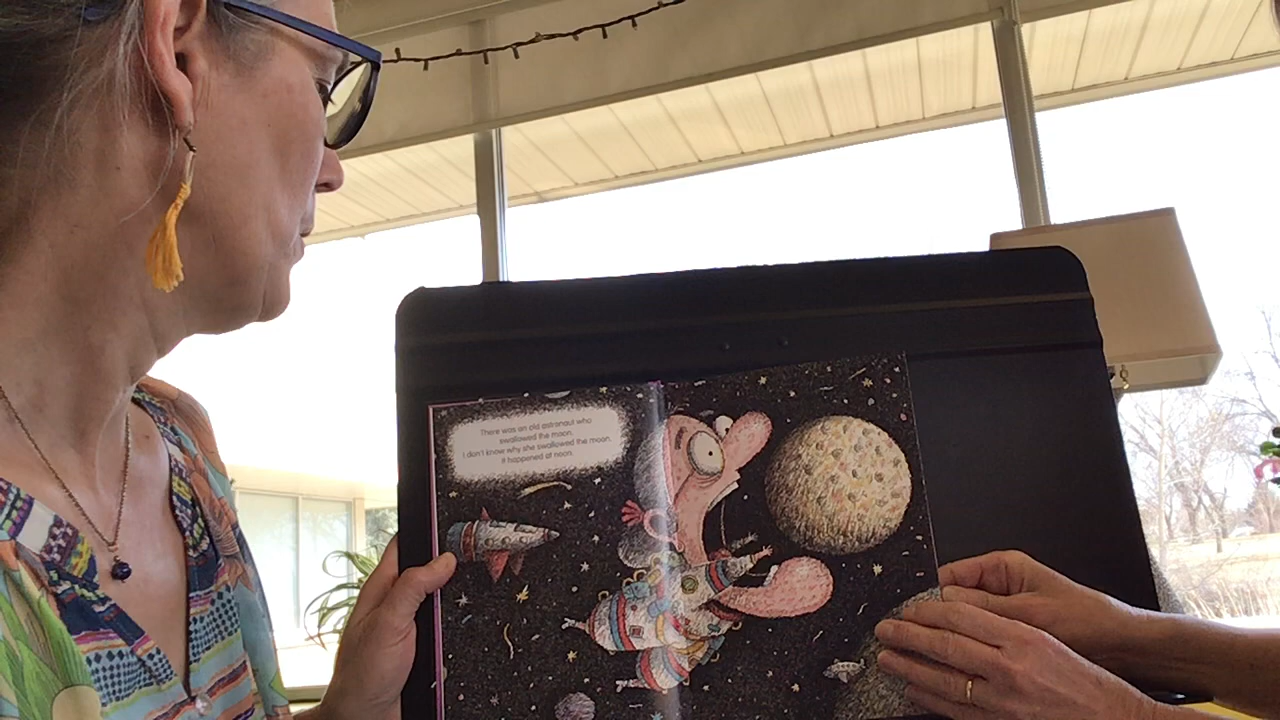 There was an old astronaut who
swallowed the moon.
I don't know why she swallowed the moon.
It happened at noon.